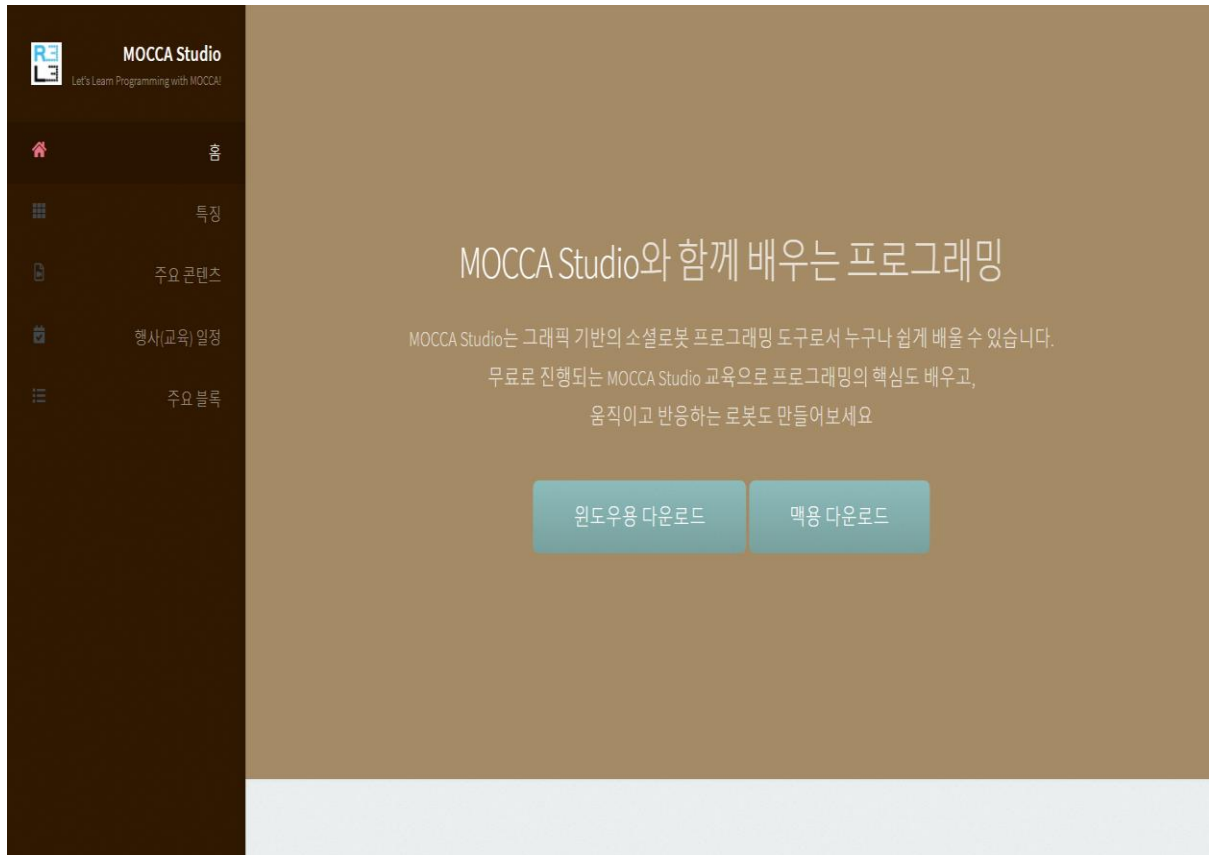 MOCCA Studio
Let's Learn Programming with MOCCA!
홈
특징
주요 콘텐츠
행사(교육) 일정
주요 블록
MOCCA Studio와 함께 배우는 프로그래밍
MOCCA Studio는 그래픽 기반의 소셜로봇 프로그래밍 도구로서 누구나 쉽게 배울 수 있습니다.
무료로 진행되는 MOCCA Studio 교육으로 프로그래밍의 핵심도 배우고,
움직이고 반응하는 로봇도 만들어보세요
윈도우용 다운로드 맥용 다운로드